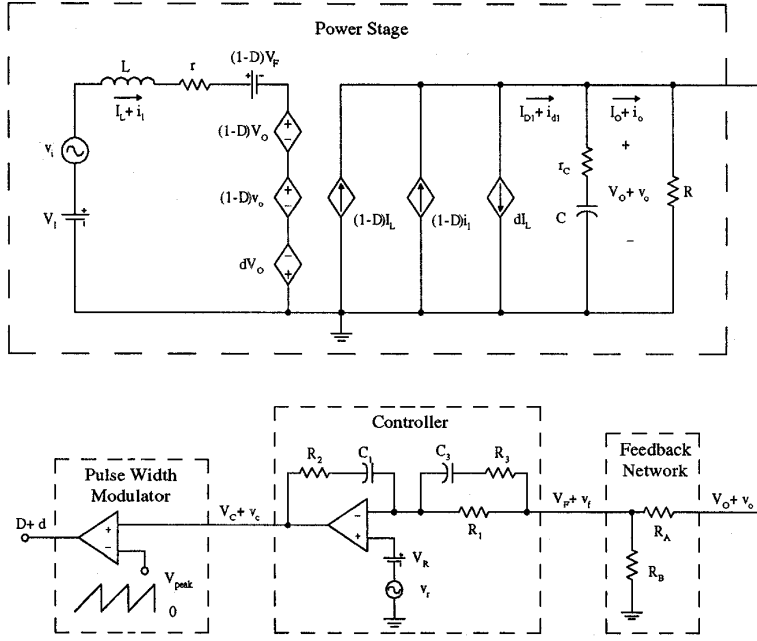 Power Stage
(1-D)V_F
L
r
I_L + i_l
(1-D)V_O
I_D1 + i_d1
I_O + i_o
v_i
+
-
+
r_C
(1-D)v_o
+
-
V_O + v_o
R
V_I
+
(1-D)I_L
(1-D)i_l
dI_L
C
-
dV_O
-
+
Controller
Feedback
Network
Pulse Width
Modulator
R_2
C_1
C_3
R_3
D + d
V_C + v_c
V_F + v_f
V_O + v_o
+
-
-
+
R_1
R_A
V_R
R_B
V_peak
v_r
0